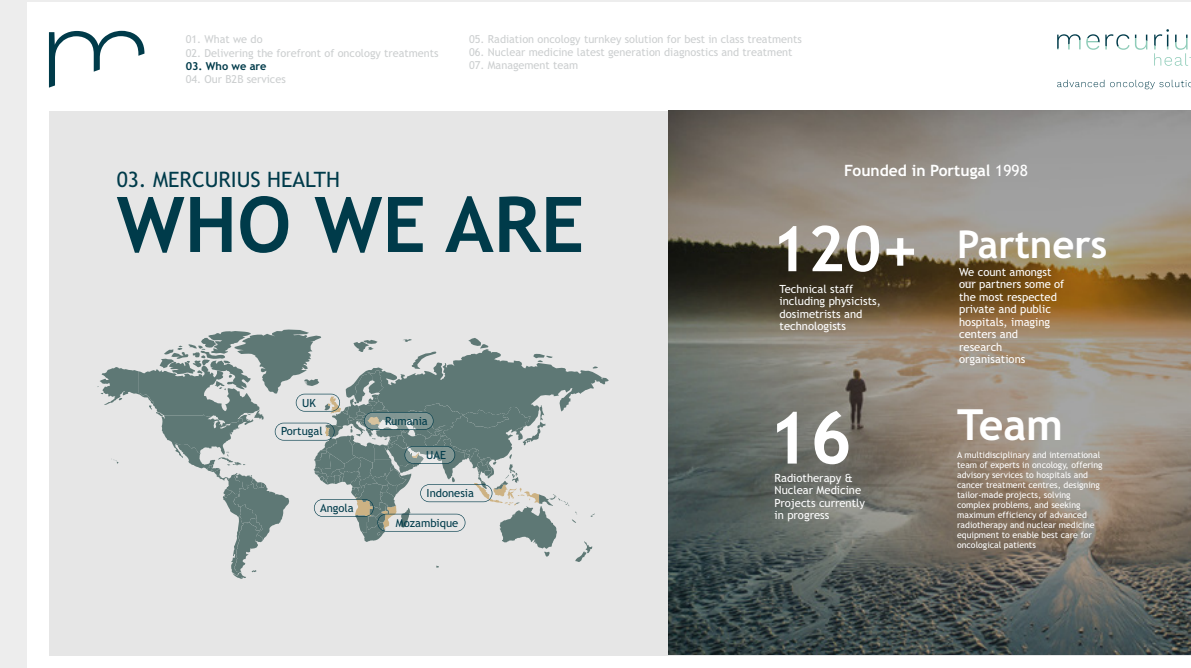 01. What we do
02. Delivering the forefront of oncology treatments
03. Who we are
04. Our B2B services
05. Radiation oncology turnkey solution for best in class treatments
06. Nuclear medicine latest generation diagnostics and treatment
07. Management team
mercuriu
healt
advanced oncology solutio
03. MERCURIUS HEALTH
WHO WE ARE
UK
Portugal
Rumania
UAE
Indonesia
Angola
Mozambique
Founded in Portugal 1998
120+
Technical staff
including physicists,
dosimetrists and
technologists
Partners
We count amongst
our partners some of
the most respected
private and public
hospitals, imaging
centers and
research
organisations
16
Radiotherapy &
Nuclear Medicine
Projects currently
in progress
Team
A multidisciplinary and international
team of experts in oncology, offering
advisory services to hospitals and
cancer treatment centres, designing
tailor-made projects, solving
complex problems, and seeking
maximum efficiency of advanced
radiotherapy and nuclear medicine
equipment to enable best care for
oncological patients